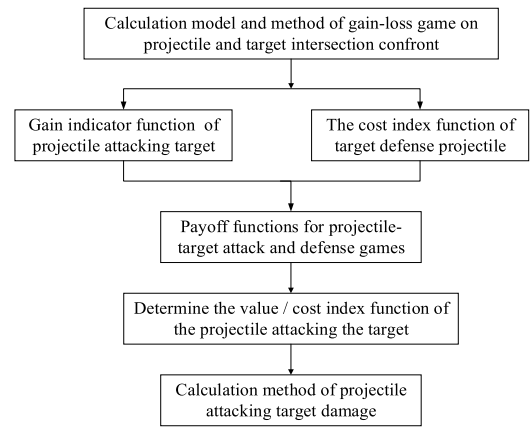 Calculation model and method of gain-loss game on
projectile and target intersection confront
Gain indicator function of
projectile attacking target
The cost index function of
target defense projectile
Payoff functions for projectile-
target attack and defense games
Determine the value / cost index function of
the projectile attacking the target
Calculation method of projectile
attacking target damage